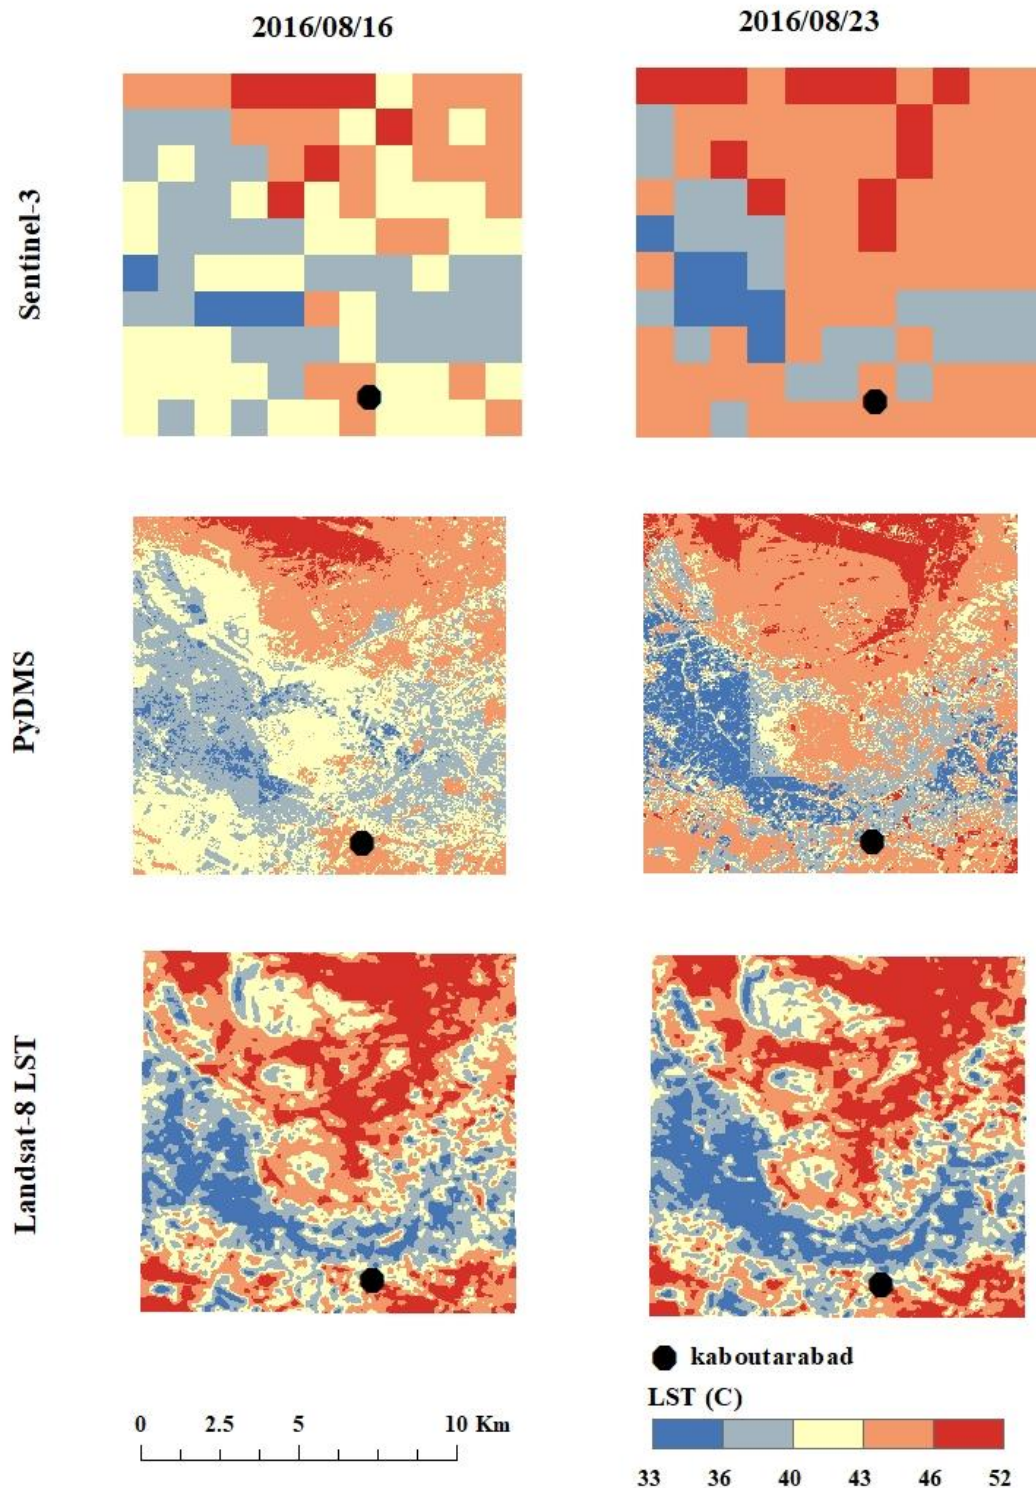 2016/08/16
2016/08/23
Sentinel-3
PyDMS
Landsat-8 LST
kaboutarabad
LST (C)
0 2.5 5 10 Km
33 36 40 43 46 52